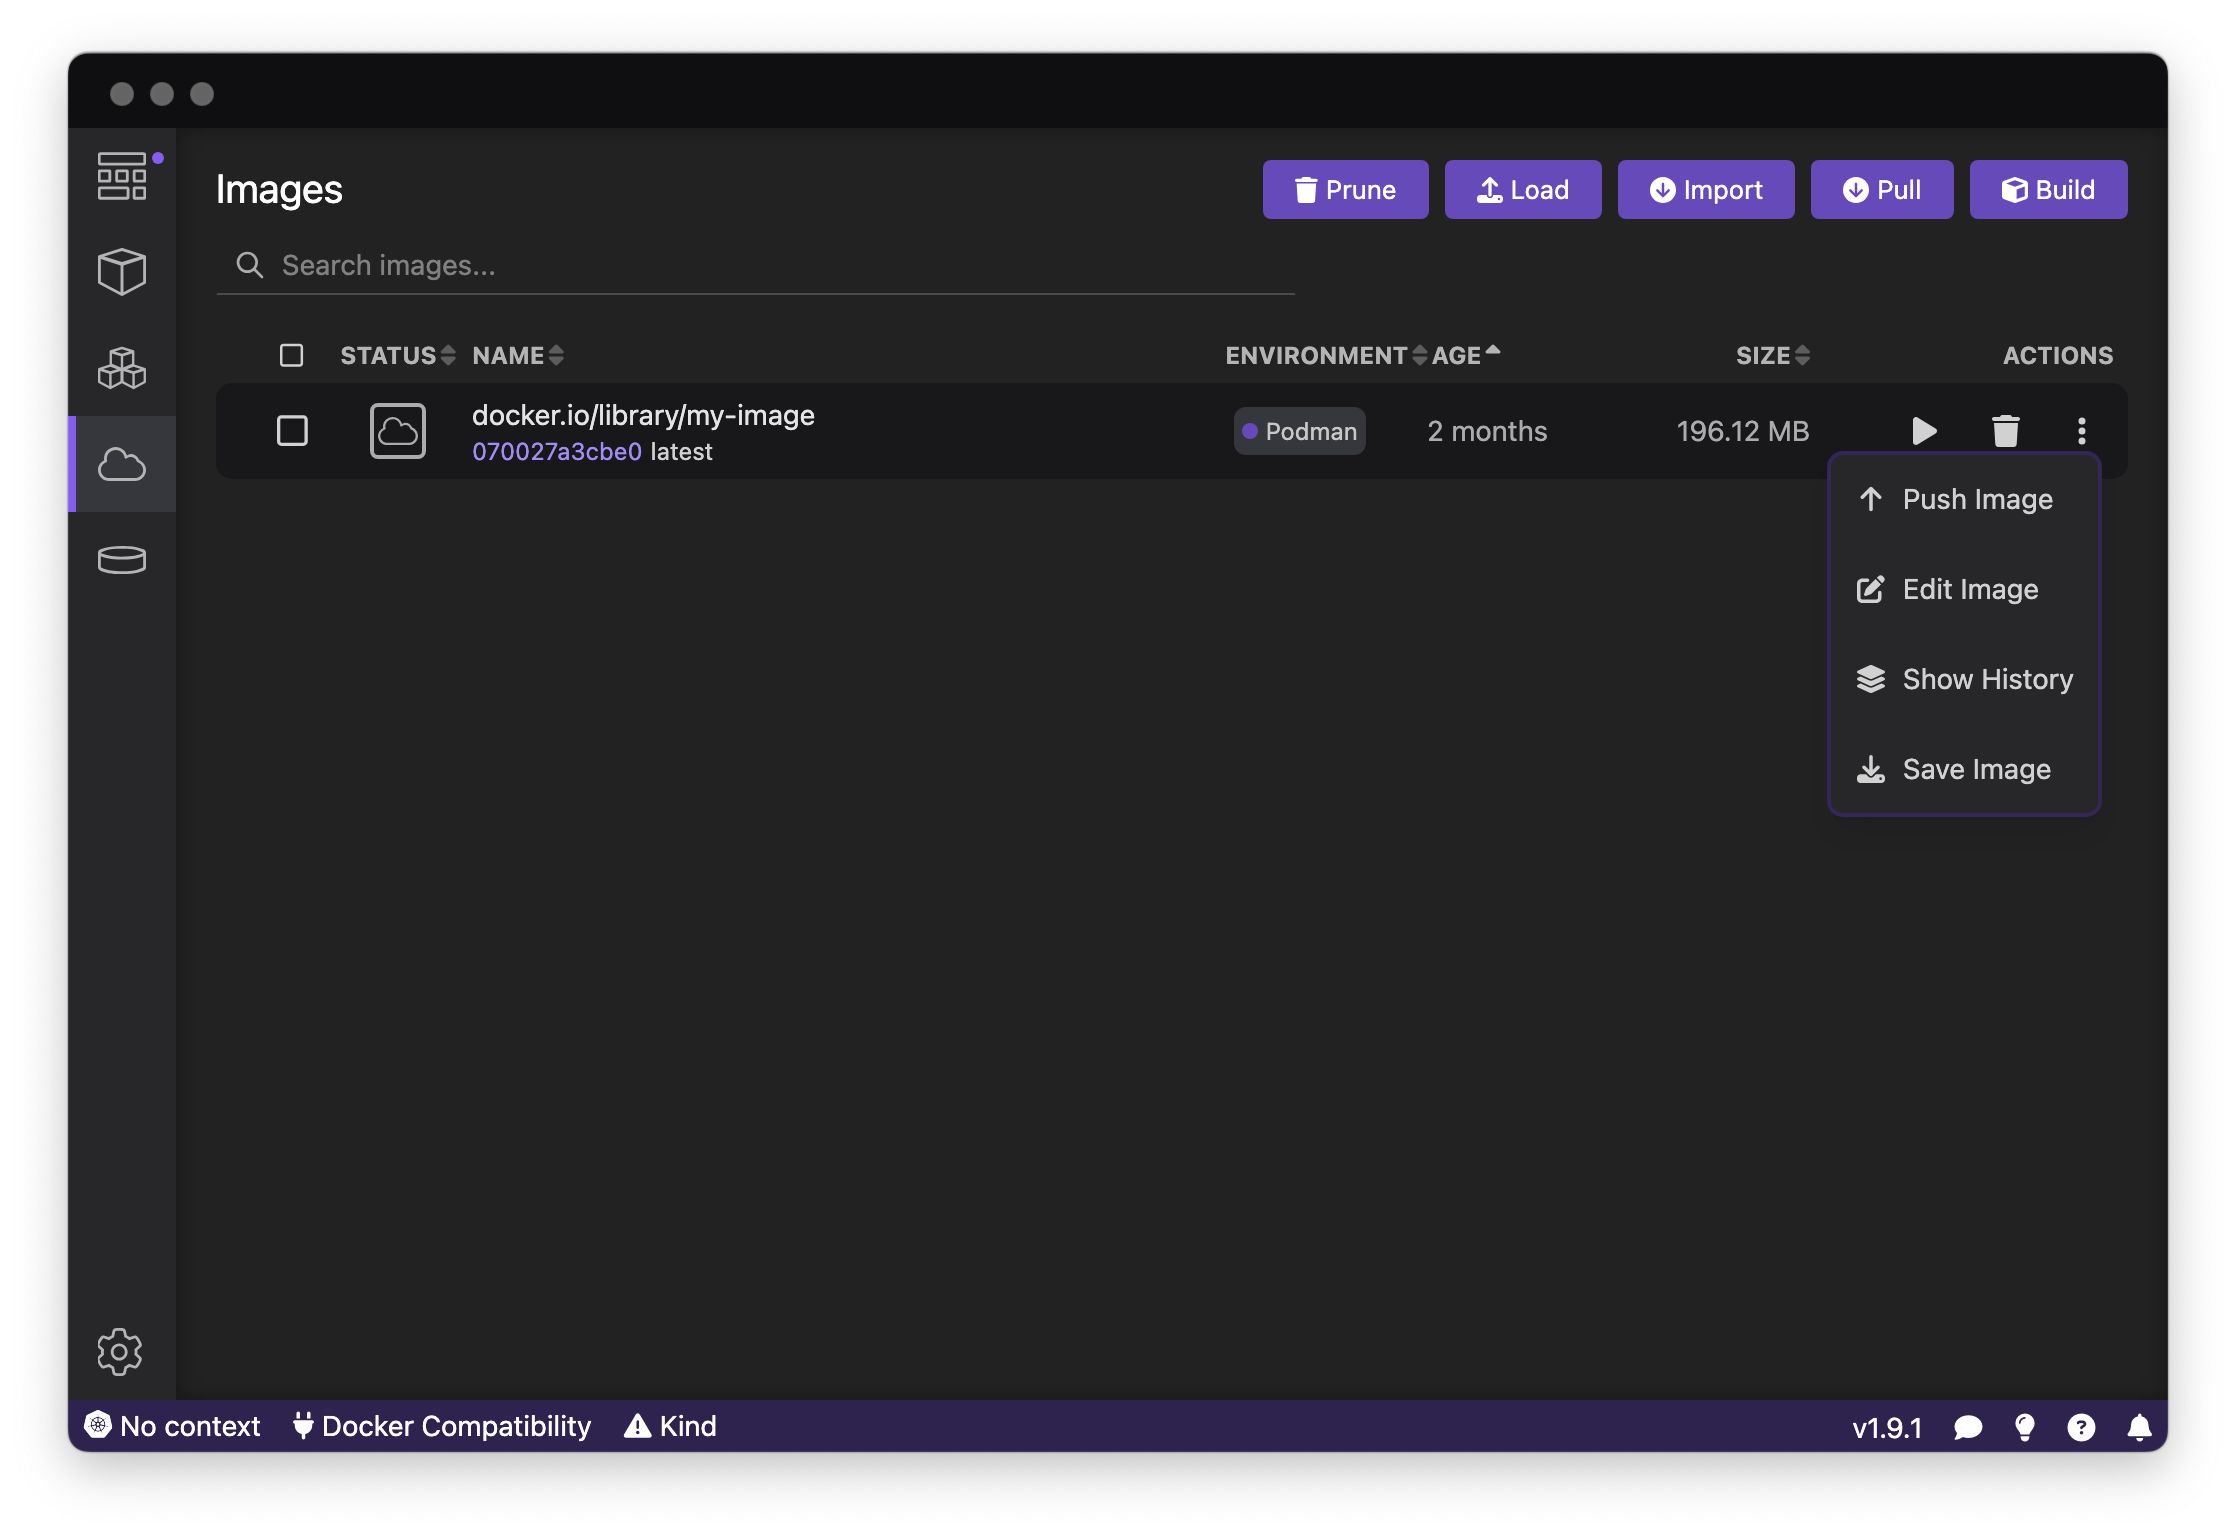 Images
Prune Load Import Pull Build
Search images...
STATUS NAME ENVIRONMENT AGE SIZE ACTIONS
docker.io/library/my-image
070027a3cbe0 latest
Podman 2 months 196.12 MB
Push Image
Edit Image
Show History
Save Image
No context Docker Compatibility Kind v1.9.1